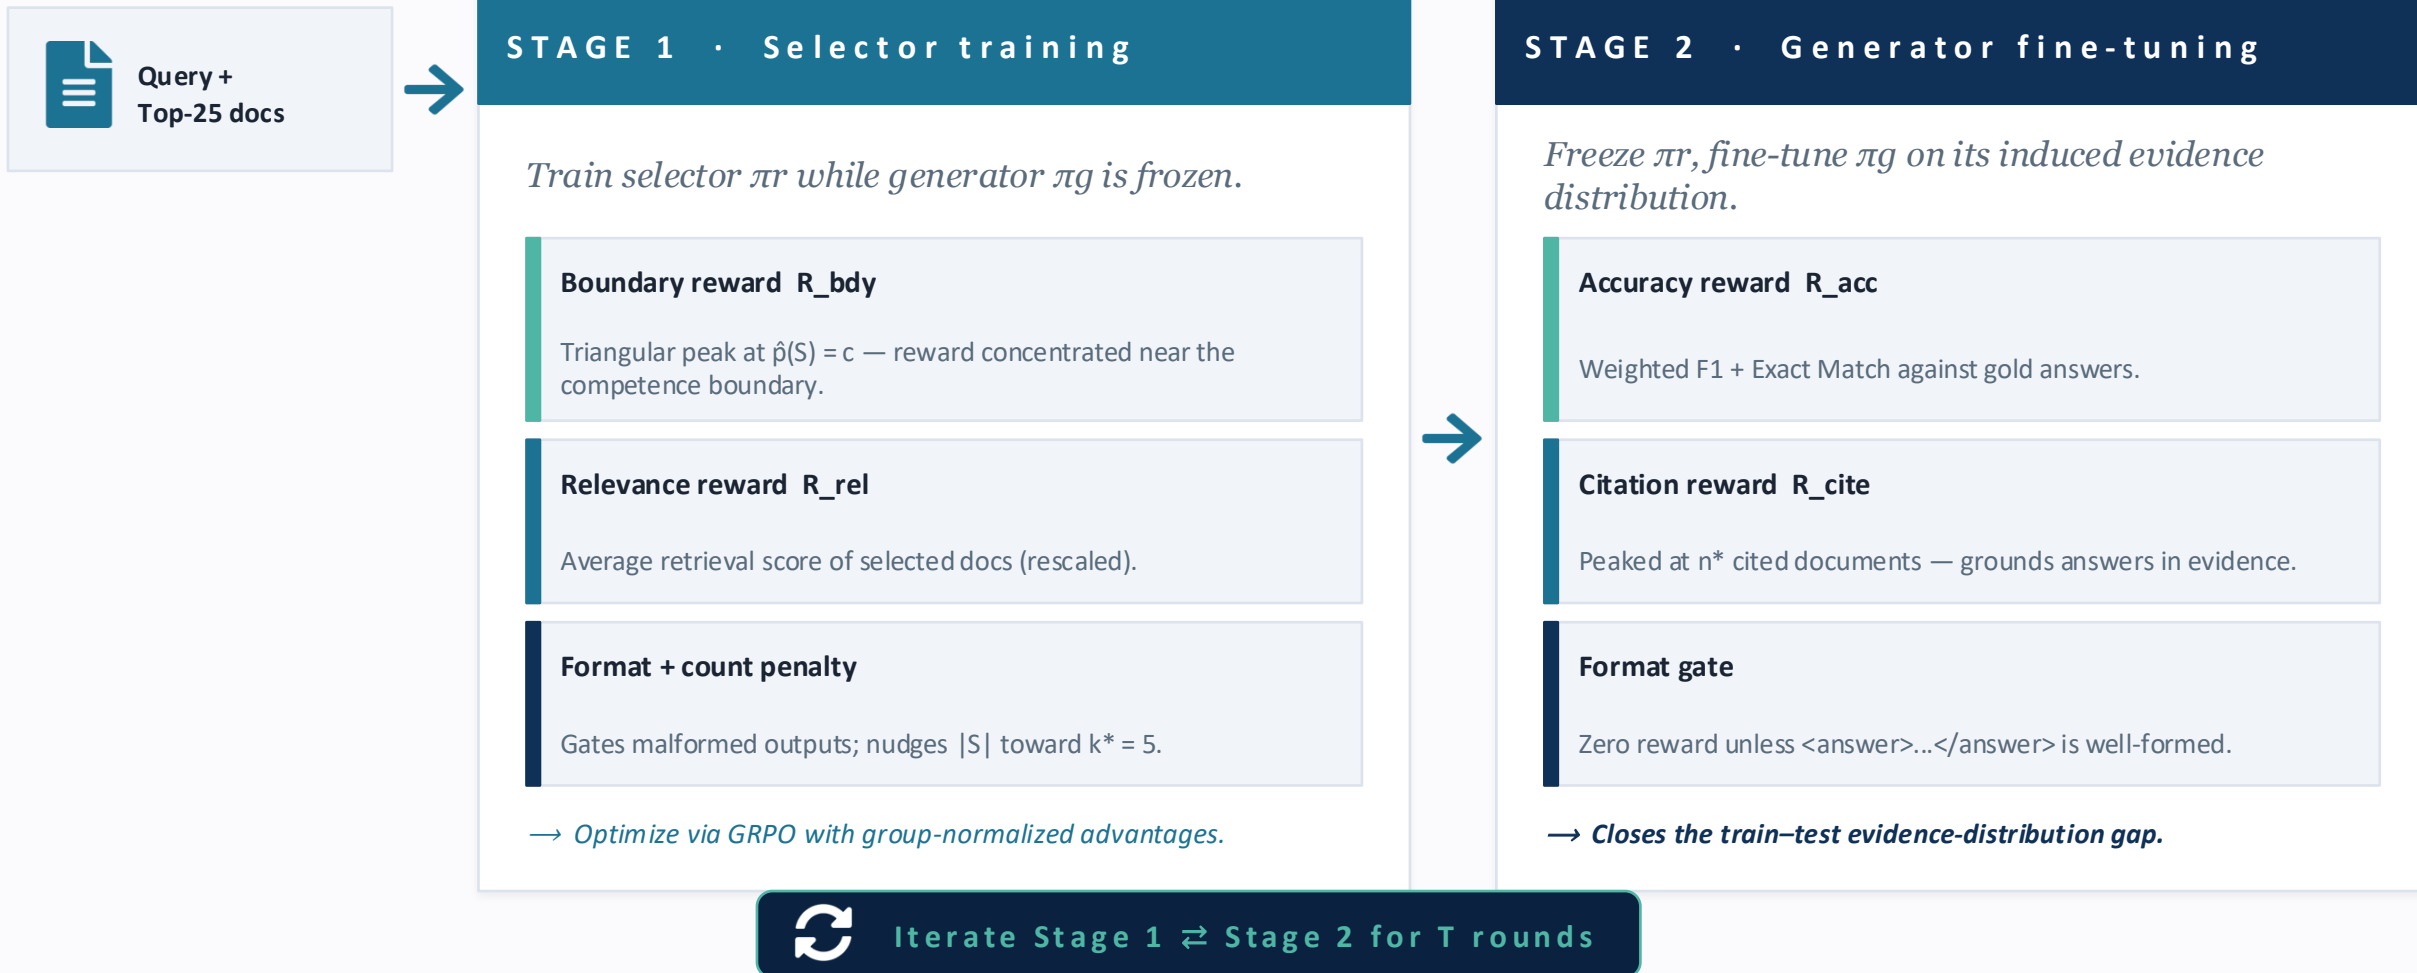 Query +
Top-25 docs
STAGE 1 · Selector training
Train selector πr while generator πg is frozen.
Boundary reward R_bdy
Triangular peak at p̂(S) = c — reward concentrated near the
competence boundary.
Relevance reward R_rel
Average retrieval score of selected docs (rescaled).
Format + count penalty
Gates malformed outputs; nudges |S| toward k* = 5.
⟶ Optimize via GRPO with group-normalized advantages.
STAGE 2 · Generator fine-tuning
Freeze πr, fine-tune πg on its induced evidence
distribution.
Accuracy reward R_acc
Weighted F1 + Exact Match against gold answers.
Citation reward R_cite
Peaked at n* cited documents — grounds answers in evidence.
Format gate
Zero reward unless <answer>...</answer> is well-formed.
⟶ Closes the train–test evidence-distribution gap.
Iterate Stage 1 ⇄ Stage 2 for T rounds